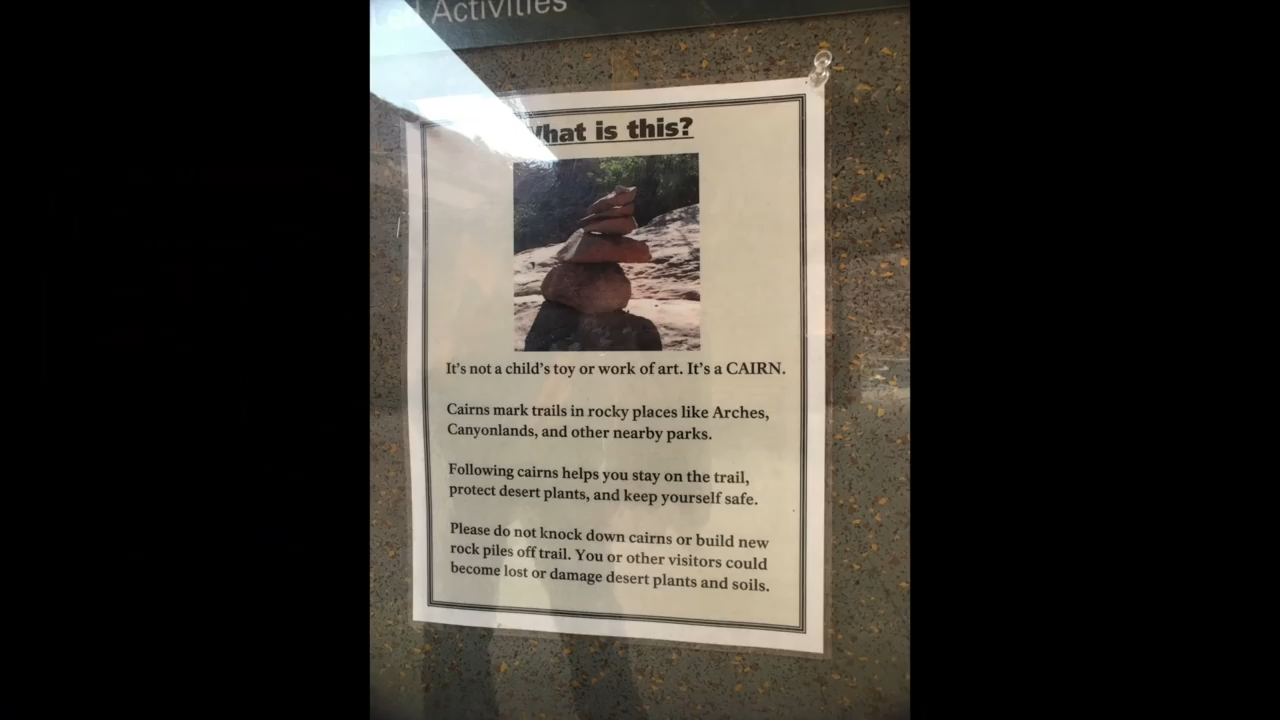 Activities
What is this?
It's not a child's toy or work of art. It's a CAIRN.
Cairns mark trails in rocky places like Arches,
Canyonlands, and other nearby parks.
Following cairns helps you stay on the trail,
protect desert plants, and keep yourself safe.
Please do not knock down cairns or build new
rock piles off trail. You or other visitors could
become lost or damage desert plants and soils.